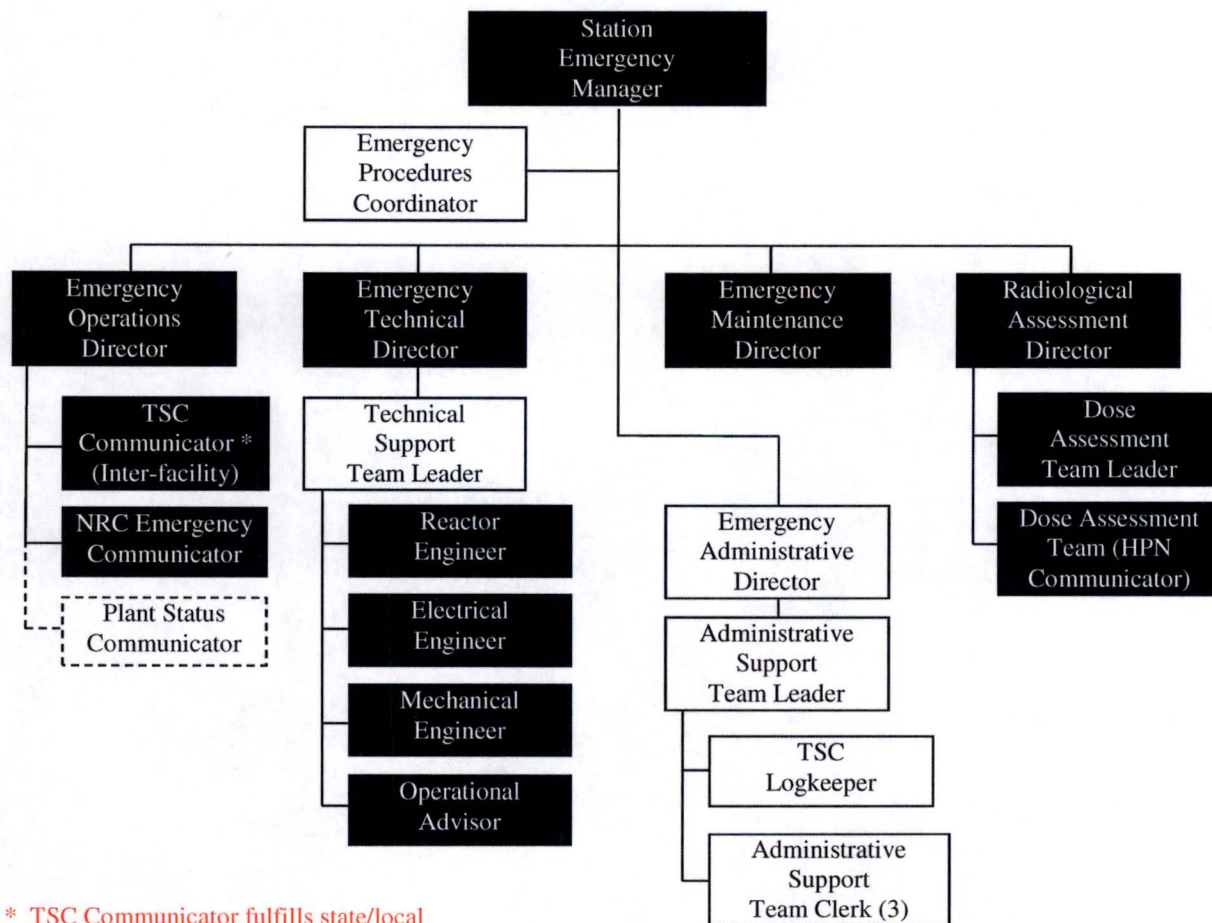 Station
Emergency
Manager
Emergency
Procedures
Coordinator
Emergency
Operations
Director
Emergency
Technical
Director
Emergency
Maintenance
Director
Radiological
Assessment
Director
TSC
Communicator *
(Inter-facility)
NRC Emergency
Communicator
Plant Status
Communicator
Technical
Support
Team Leader
Reactor
Engineer
Electrical
Engineer
Mechanical
Engineer
Operational
Advisor
Emergency
Administrative
Director
Administrative
Support
Team Leader
TSC
Logkeeper
Administrative
Support
Team Clerk (3)
Dose
Assessment
Team Leader
Dose Assessment
Team (HPN
Communicator)
* TSC Communicator fulfills state/local